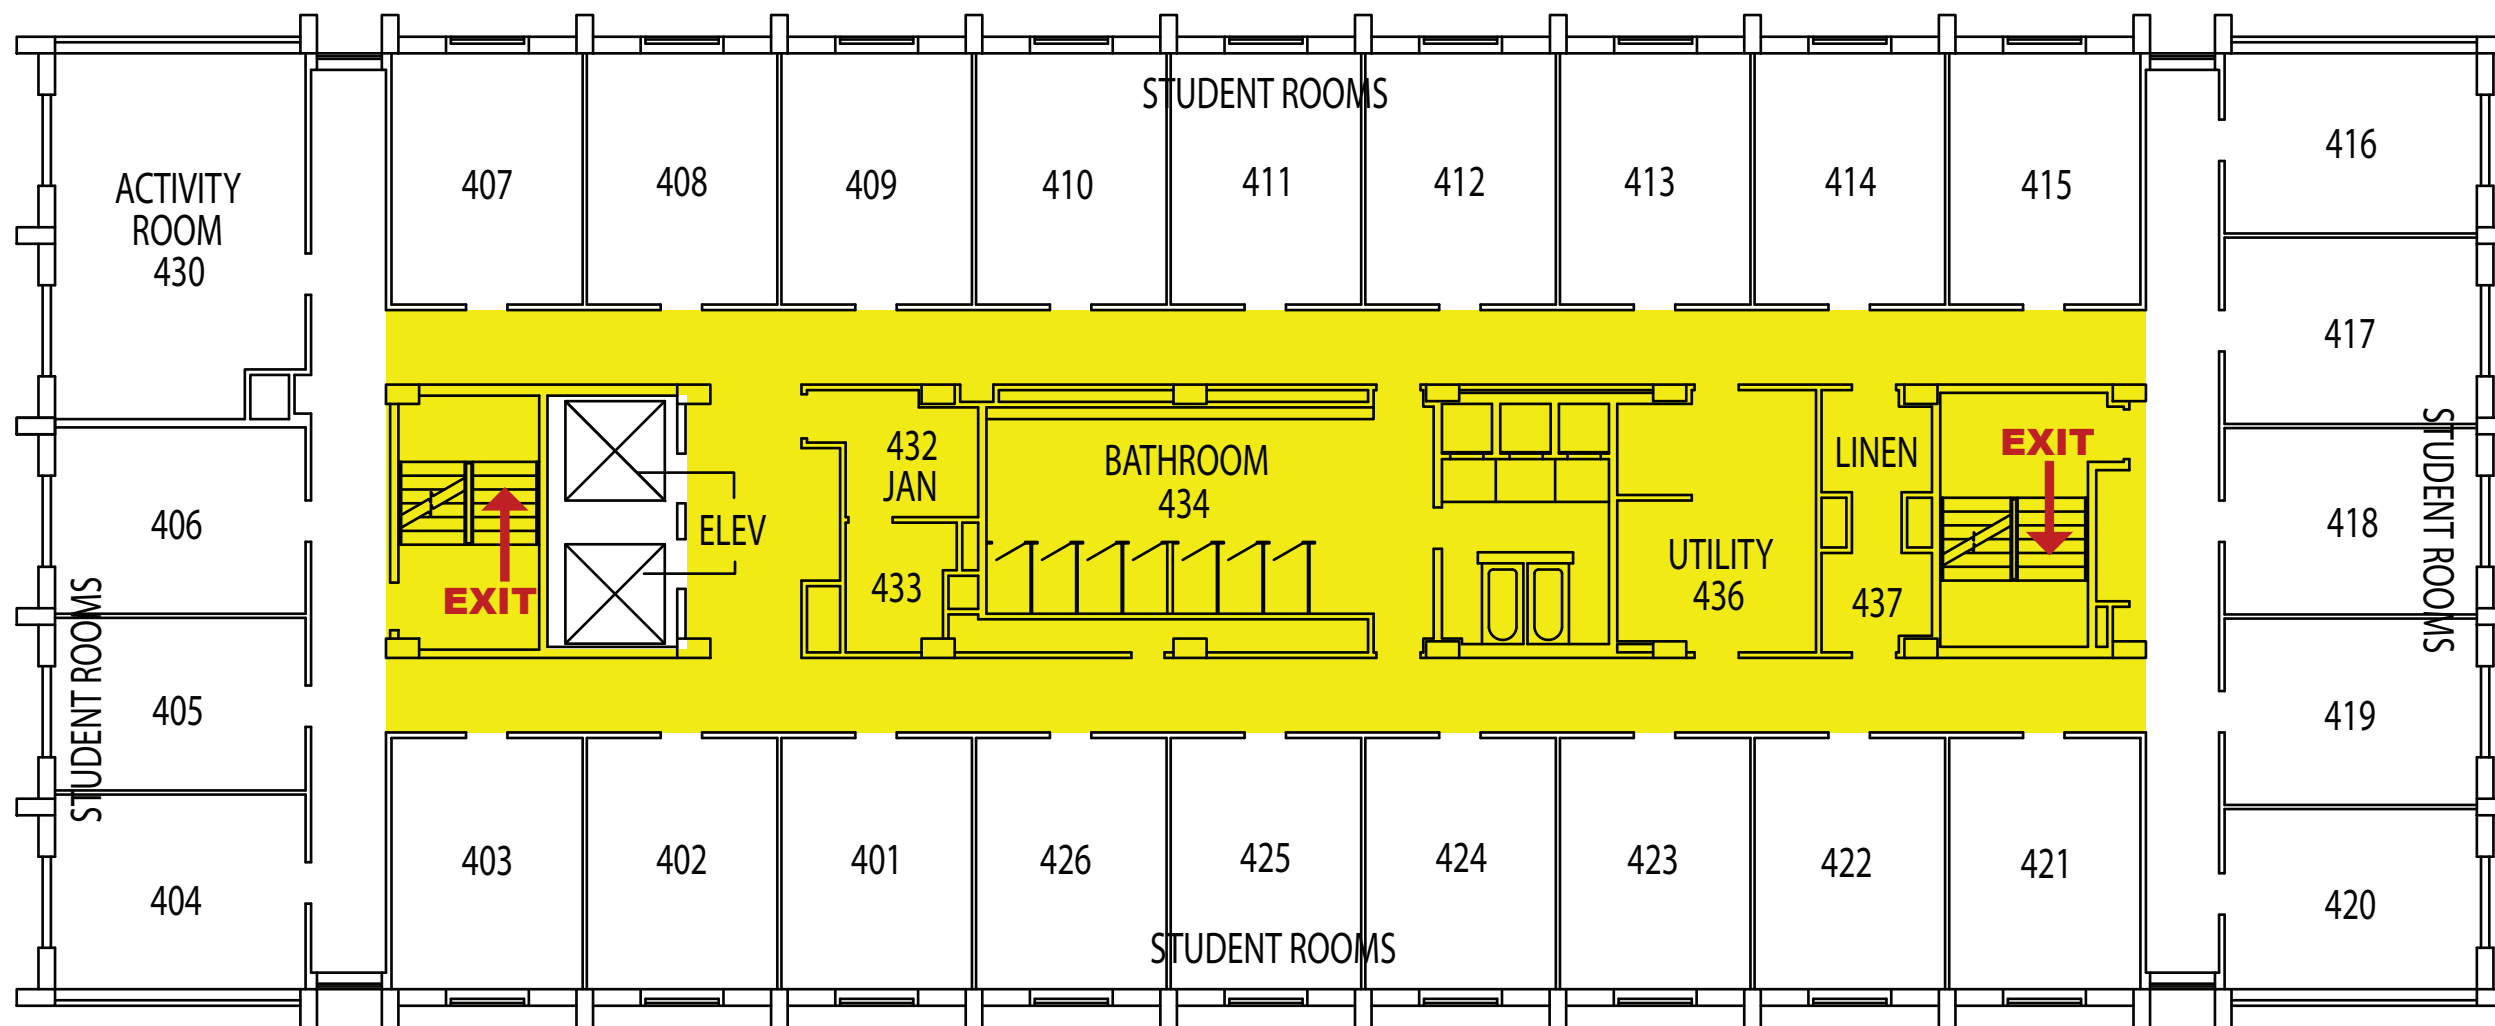 STUDENT ROOMS
407
408
409
410
411
412
413
414
415
416
ACTIVITY
ROOM
430
417
432
JAN
BATHROOM
434
LINEN
EXIT
STUDENT ROOMS
406
418
ELEV
UTILITY
436
433
437
EXIT
STUDENT ROOMS
405
419
403
402
401
426
425
424
423
422
421
404
420
STUDENT ROOMS